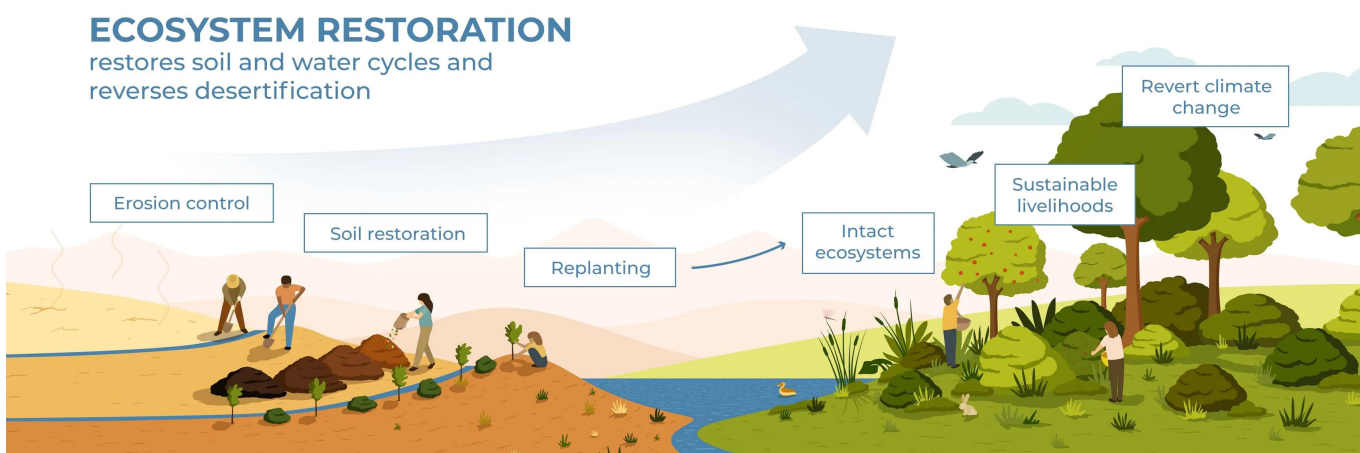 ECOSYSTEM RESTORATION
restores soil and water cycles and
reverses desertification
Erosion control
Soil restoration
Replanting
Intact
ecosystems
Sustainable
livelihoods
Revert climate
change